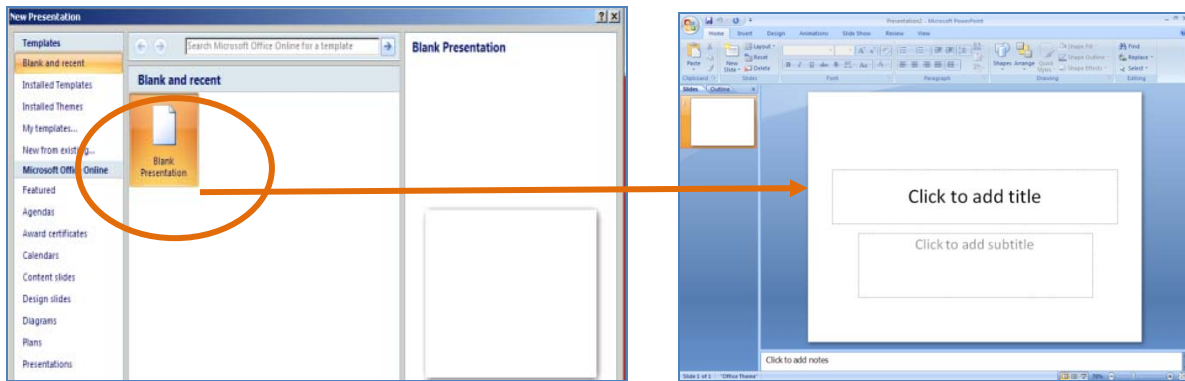 New Presentation
Templates
Blank and recent
Installed Templates
Installed Themes
My templates...
New from existing...
Microsoft Office Online
Featured
Agendas
Award certificates
Calendars
Content slides
Design slides
Diagrams
Plans
Presentations
Search Microsoft Office Online for a template
Blank and recent
Blank
Presentation
Blank Presentation
Presentation2 - Microsoft PowerPoint
Home Insert Design Animations Slide Show Review View
Paste
New
Slide
Layout
Reset
Delete
Shapes Arrange Quick
Styles
Shape Fill
Shape Outline
Shape Effects
Find
Replace
Select
Clipboard Slides Font Paragraph Drawing Editing
Slides Outline
Click to add title
Click to add subtitle
Click to add notes
Slide 1 of 1 "Office Theme" 70%